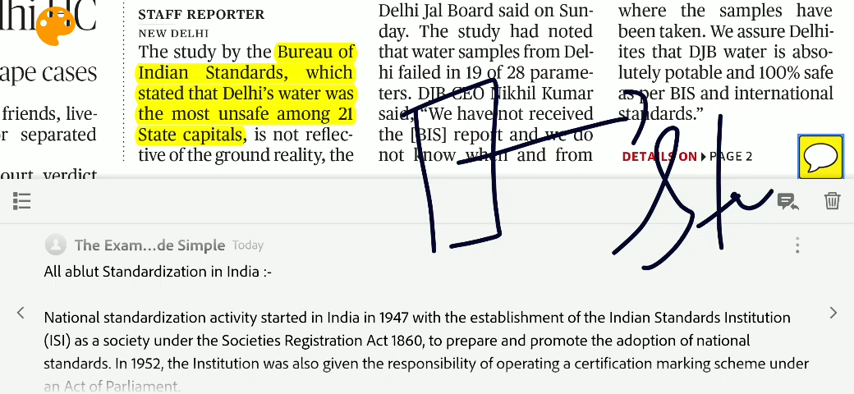 lhi HC
ape cases
friends, live-
r separated
ourt verdict
STAFF REPORTER
NEW DELHI
The study by the Bureau of
Indian Standards, which
stated that Delhi's water was
the most unsafe among 21
State capitals, is not reflec-
tive of the ground reality, the
Delhi Jal Board said on Sun-
day. The study had noted
that water samples from Del-
hi failed in 19 of 28 parame-
ters. DJB CEO Nikhil Kumar
said, “We have not received
the [BIS] report and we do
not know when and from
where the samples have
been taken. We assure Delhi-
ites that DJB water is abso-
lutely potable and 100% safe
as per BIS and international
standards.”
DETAILS ON PAGE 2
The Exam...de Simple Today
All ablut Standardization in India :-
National standardization activity started in India in 1947 with the establishment of the Indian Standards Institution
(ISI) as a society under the Societies Registration Act 1860, to prepare and promote the adoption of national
standards. In 1952, the Institution was also given the responsibility of operating a certification marking scheme under
an Act of Parliament.